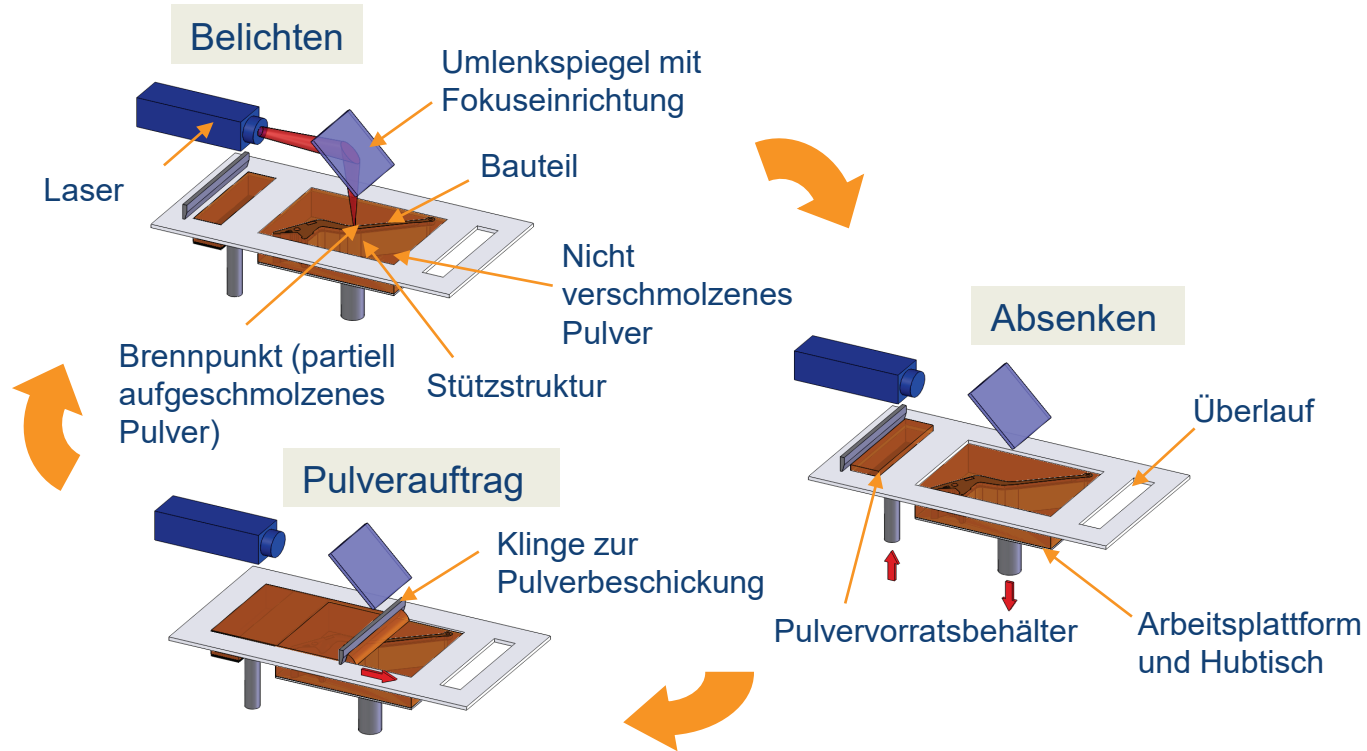 Belichten
Umlenkspiegel mit
Fokuseinrichtung
Laser
Bauteil
Nicht
verschmolzenes
Pulver
Brennpunkt (partiell
aufgeschmolzenes
Pulver)
Stützstruktur
Absenken
Überlauf
Pulvervorratsbehälter
Arbeitsplattform
und Hubtisch
Pulverauftrag
Klinge zur
Pulverbeschickung